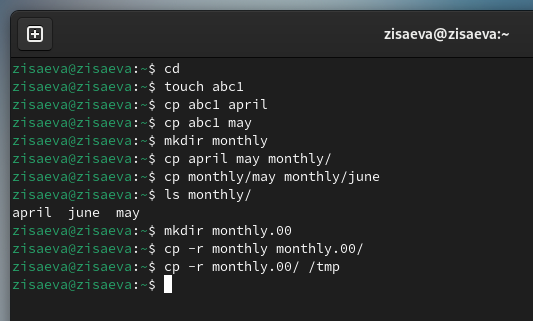 zisaeva@zisaeva:~
zisaeva@zisaeva:~$ cd
zisaeva@zisaeva:~$ touch abc1
zisaeva@zisaeva:~$ cp abc1 april
zisaeva@zisaeva:~$ cp abc1 may
zisaeva@zisaeva:~$ mkdir monthly
zisaeva@zisaeva:~$ cp april may monthly/
zisaeva@zisaeva:~$ cp monthly/may monthly/june
zisaeva@zisaeva:~$ ls monthly/
april  june  may
zisaeva@zisaeva:~$ mkdir monthly.00
zisaeva@zisaeva:~$ cp -r monthly monthly.00/
zisaeva@zisaeva:~$ cp -r monthly.00/ /tmp
zisaeva@zisaeva:~$